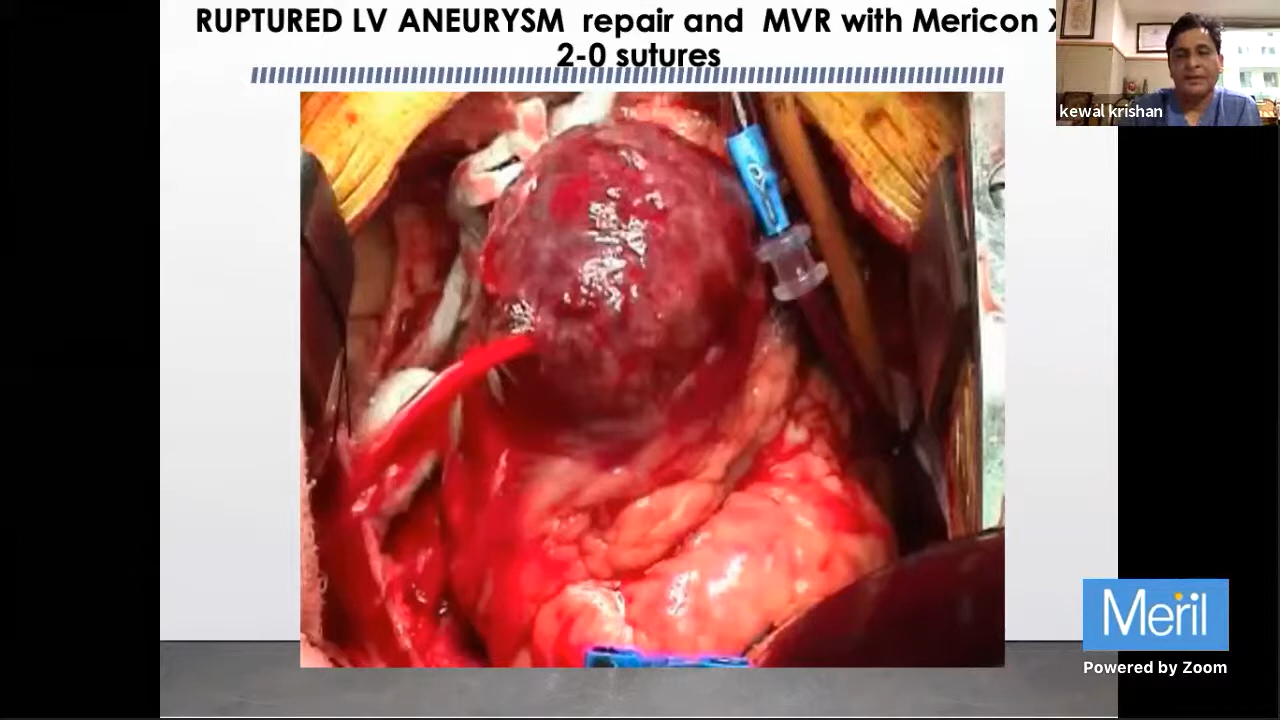 RUPTURED LV ANEURYSM repair and MVR with Mericon
2-0 sutures
kewal krishan
Meril
Powered by Zoom